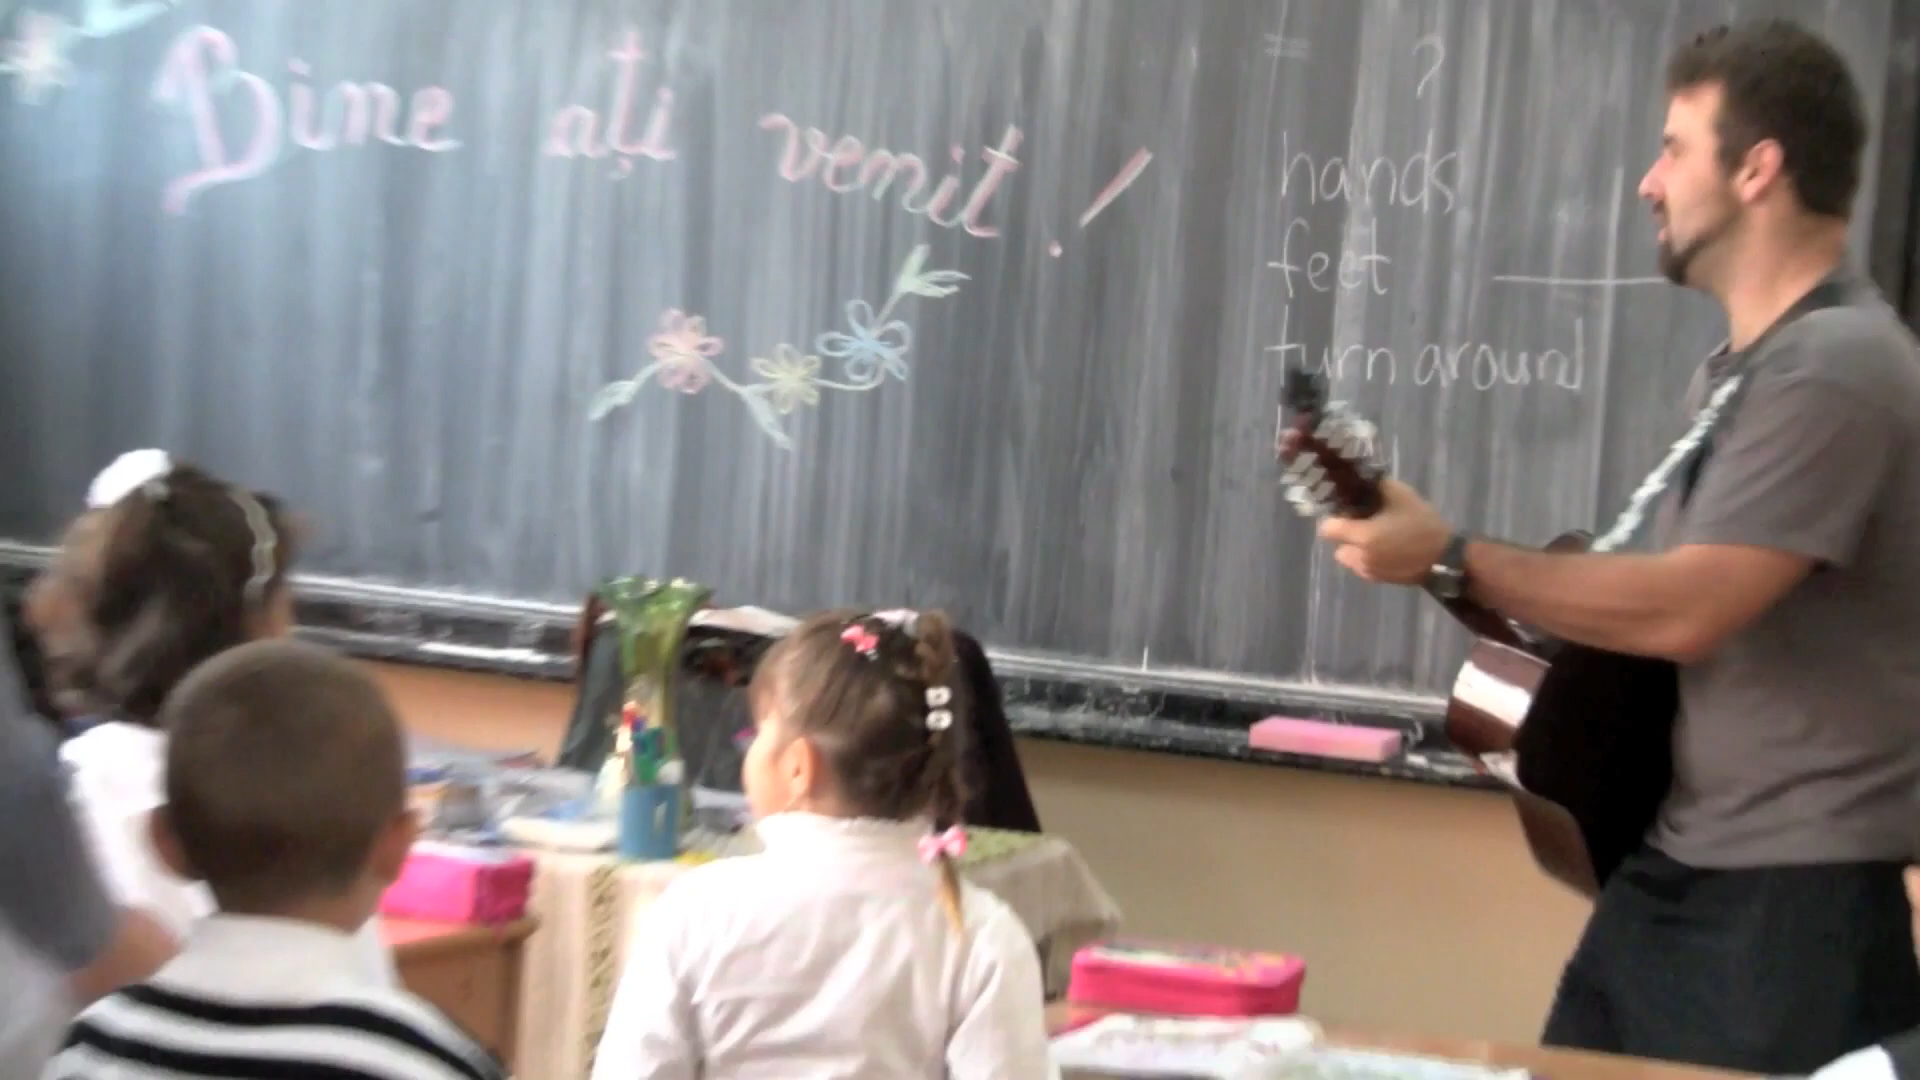 Bine ați venit!
?
hands
feet
turn around